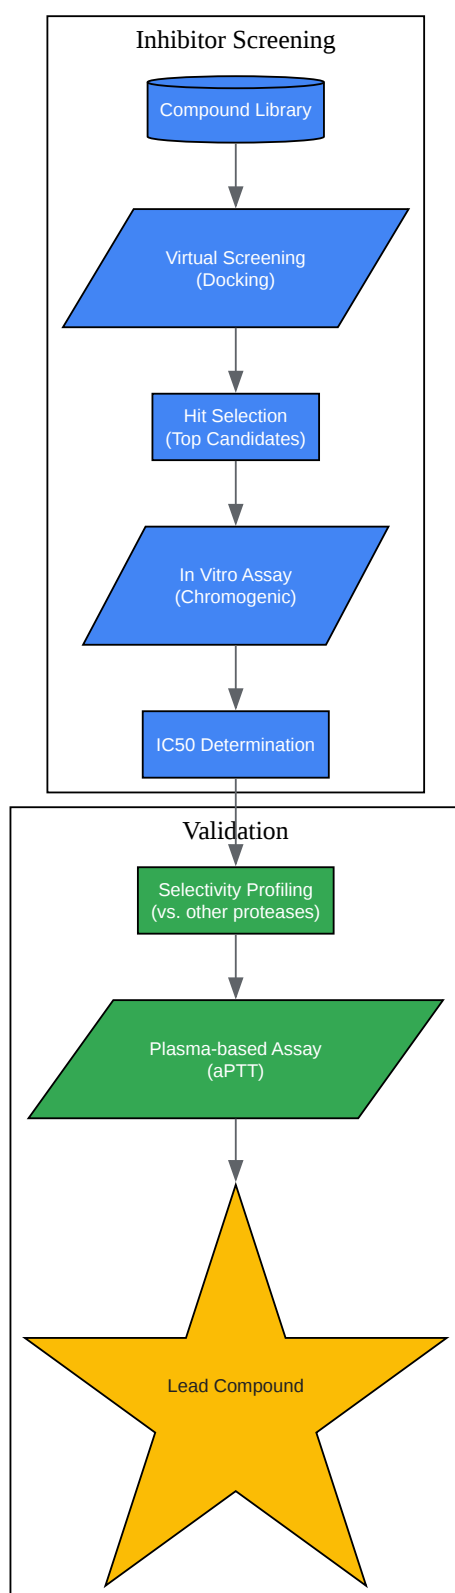 Inhibitor Screening
Compound Library
Virtual Screening
(Docking)
Hit Selection
(Top Candidates)
In Vitro Assay
(Chromogenic)
IC50 Determination
Validation
Selectivity Profiling
(vs. other proteases)
Plasma-based Assay
(aPTT)
Lead Compound